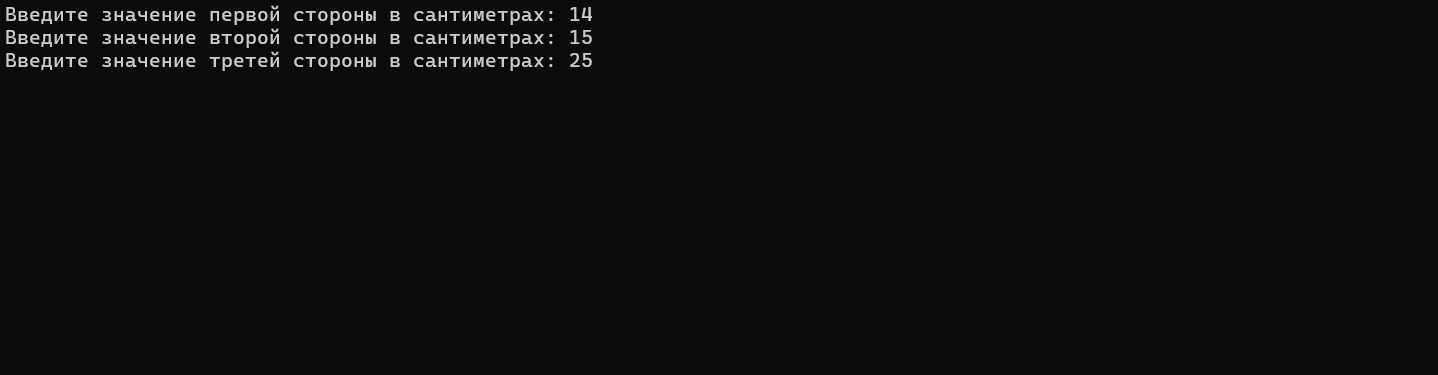 Введите значение первой стороны в сантиметрах: 14
Введите значение второй стороны в сантиметрах: 15
Введите значение третей стороны в сантиметрах: 25